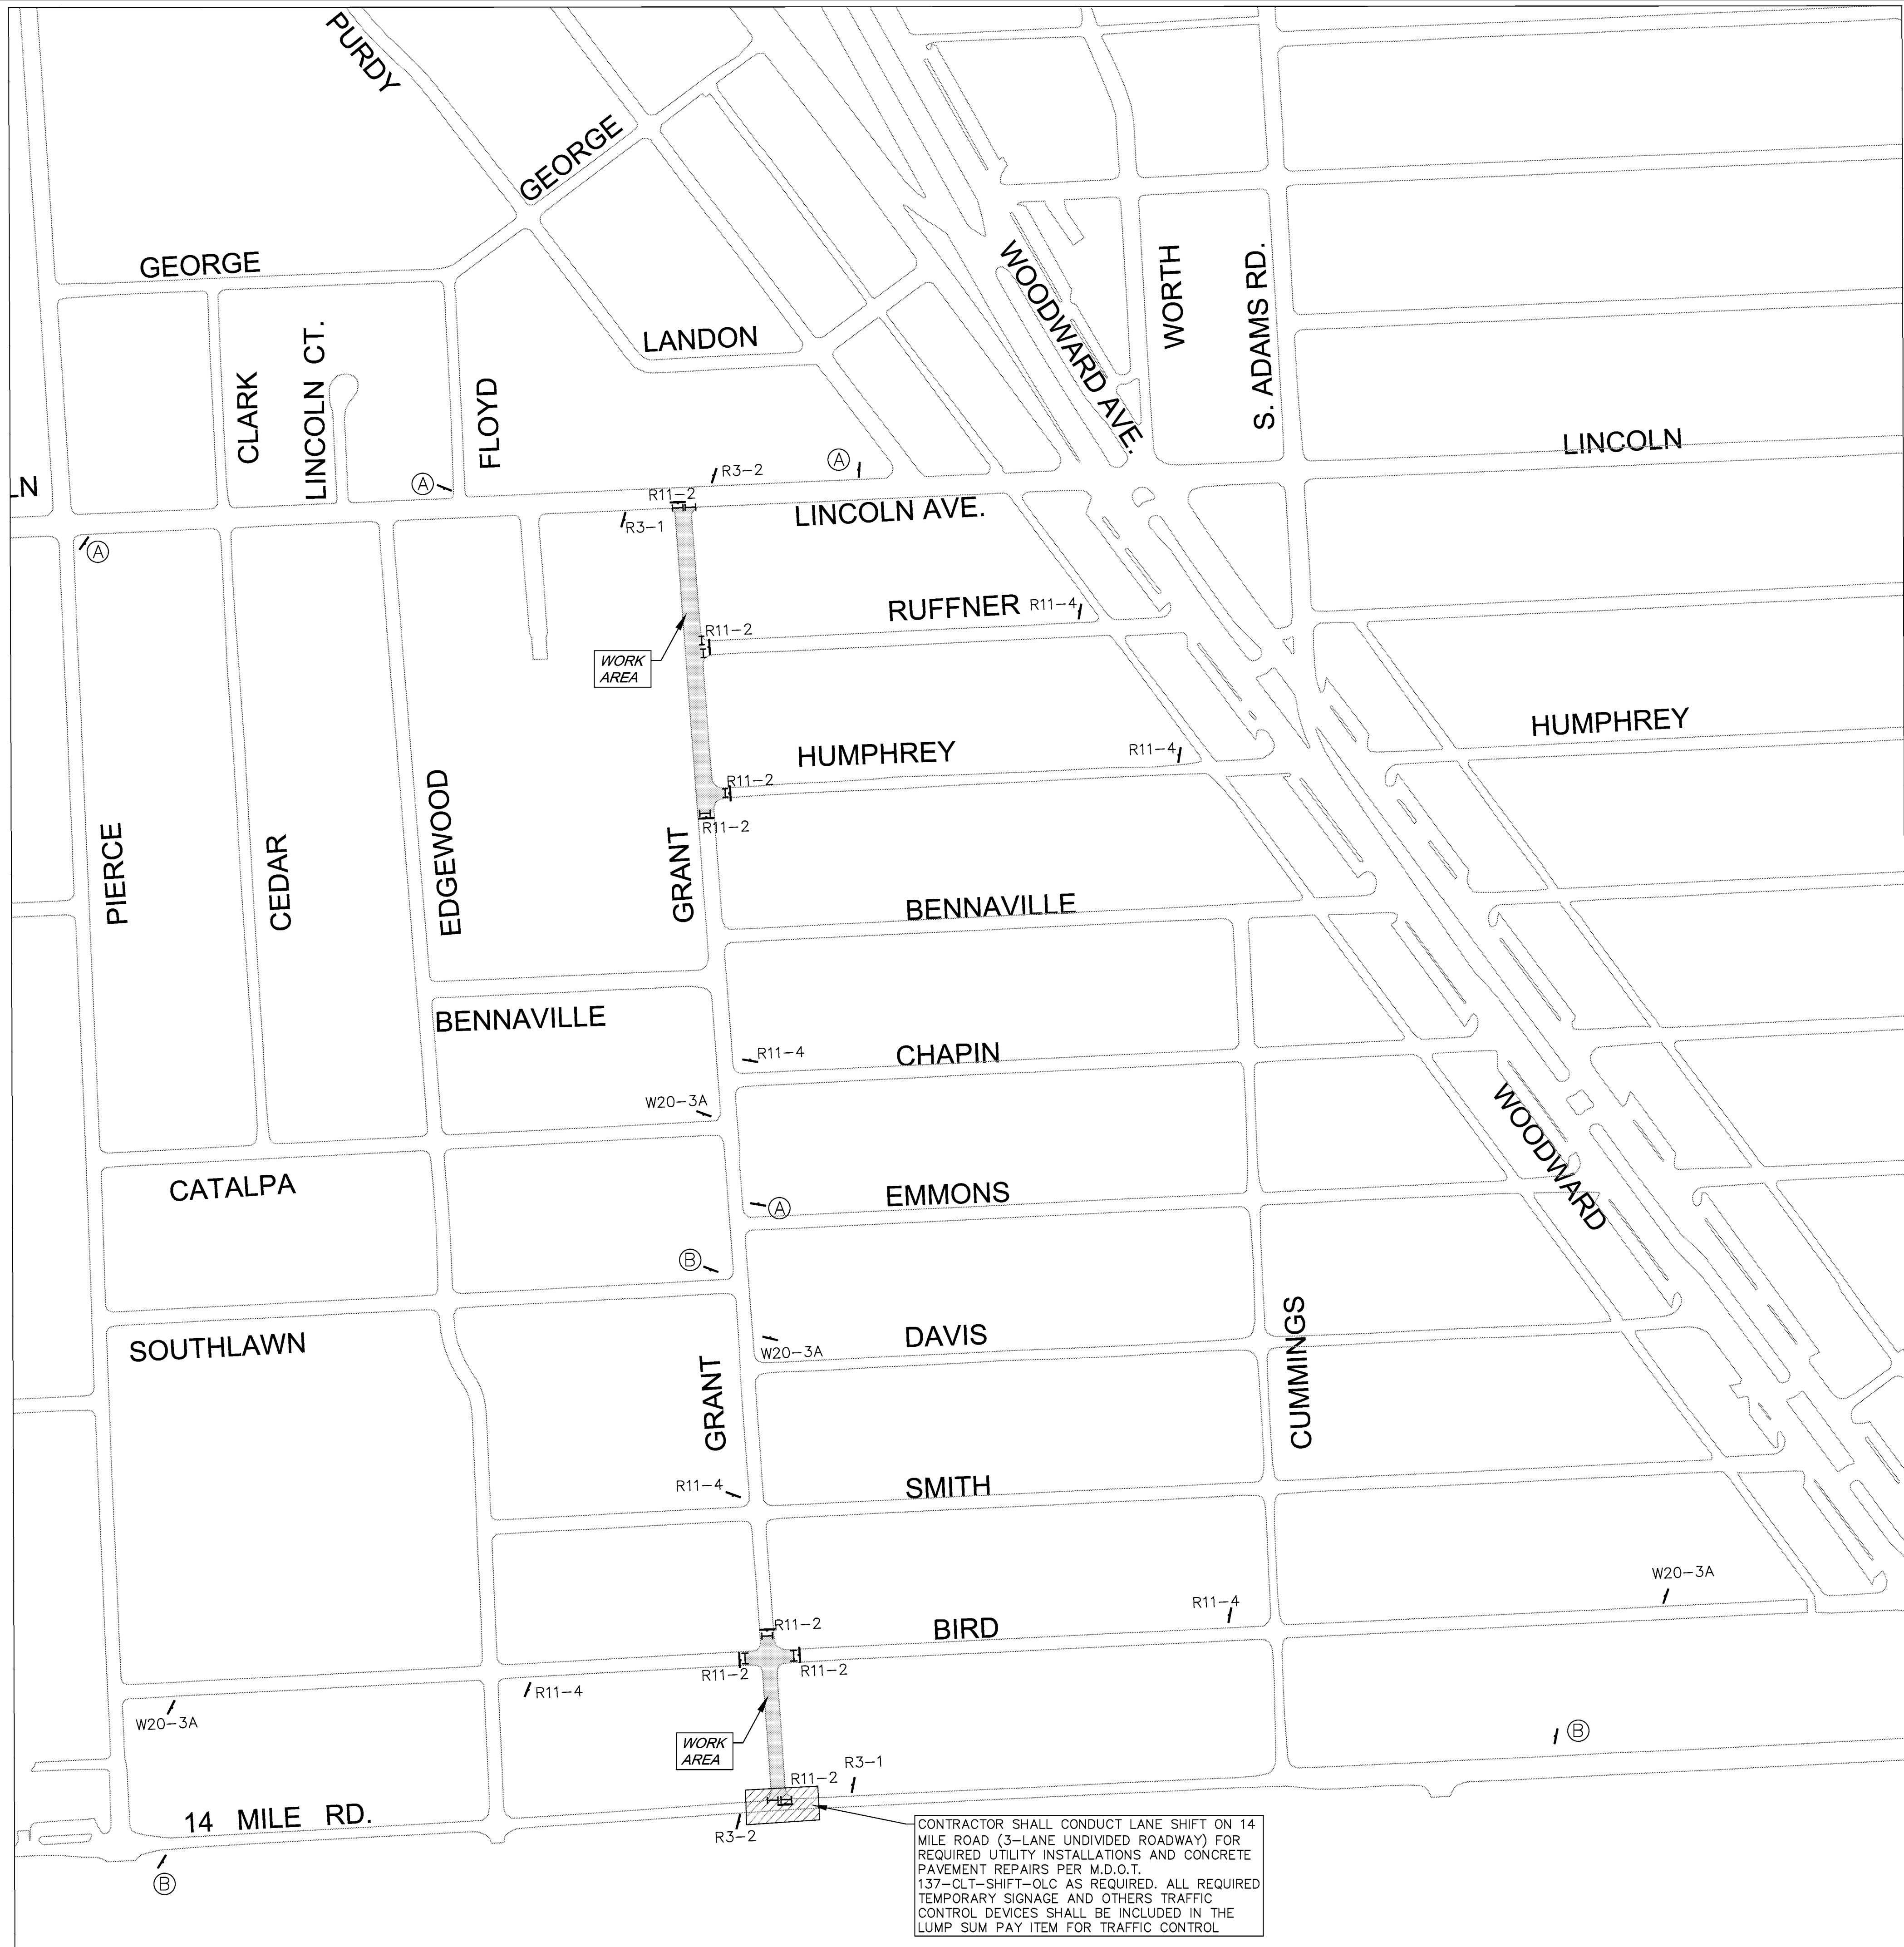 PURDY
GEORGE
GEORGE
LANDON
WOODWARD AVE.
WORTH
S. ADAMS RD.
CLARK
LINCOLN CT.
FLOYD
LINCOLN
LN
A
R3-2
A
R11-2
R3-1
LINCOLN AVE.
A
RUFFNER
R11-4
R11-2
WORK
AREA
HUMPHREY
HUMPHREY
R11-4
R11-2
R11-2
PIERCE
CEDAR
EDGEWOOD
GRANT
BENNAVILLE
BENNAVILLE
R11-4
CHAPIN
W20-3A
WOODWARD
CATALPA
A
EMMONS
B
SOUTHLAWN
W20-3A
DAVIS
GRANT
CUMMINGS
R11-4
SMITH
W20-3A
R11-4
R11-2
BIRD
R11-2
R11-2
R11-4
W20-3A
WORK
AREA
B
R3-1
R11-2
14 MILE RD.
R3-2
B
CONTRACTOR SHALL CONDUCT LANE SHIFT ON 14
MILE ROAD (3-LANE UNDIVIDED ROADWAY) FOR
REQUIRED UTILITY INSTALLATIONS AND CONCRETE
PAVEMENT REPAIRS PER M.D.O.T.
137-CLT-SHIFT-OLC AS REQUIRED. ALL REQUIRED
TEMPORARY SIGNAGE AND OTHERS TRAFFIC
CONTROL DEVICES SHALL BE INCLUDED IN THE
LUMP SUM PAY ITEM FOR TRAFFIC CONTROL